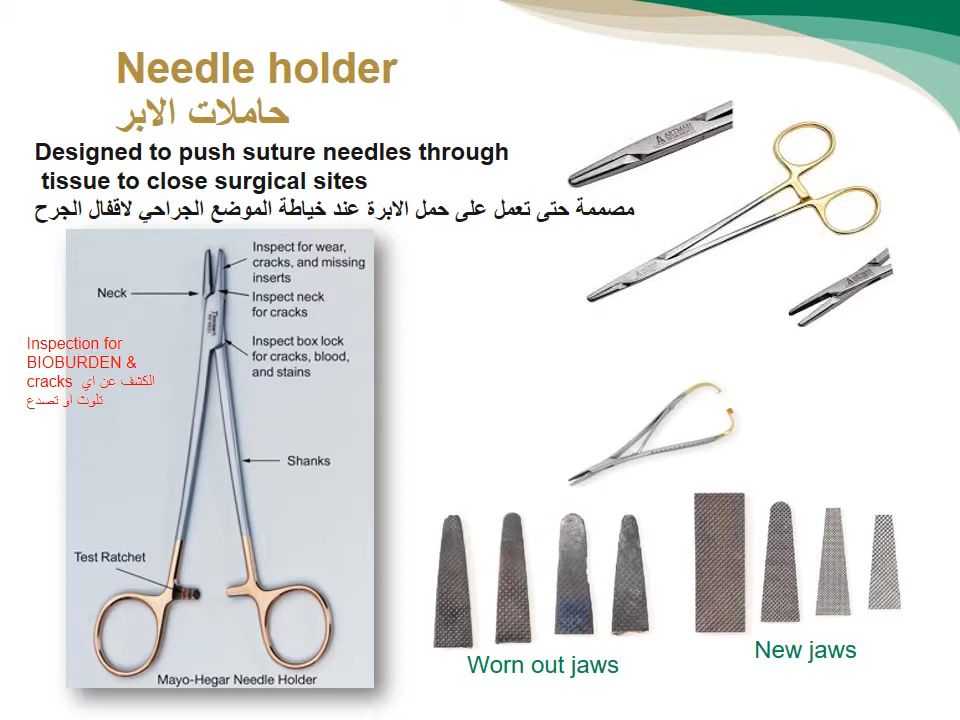 Needle holder
حاملات الابر
Designed to push suture needles through
tissue to close surgical sites
مصممة حتى تعمل على حمل الابرة عند خياطة الموضع الجراحي لاقفال الجرح
Inspect for wear,
cracks, and missing
inserts
Neck
Inspect neck
for cracks
Inspect box lock
for cracks, blood,
and stains
Inspection for
BIOBURDEN &
cracks الكشف عن اي
تلوث او تصدع
Shanks
Test Ratchet
Mayo-Hegar Needle Holder
ARTMAN
Worn out jaws
New jaws